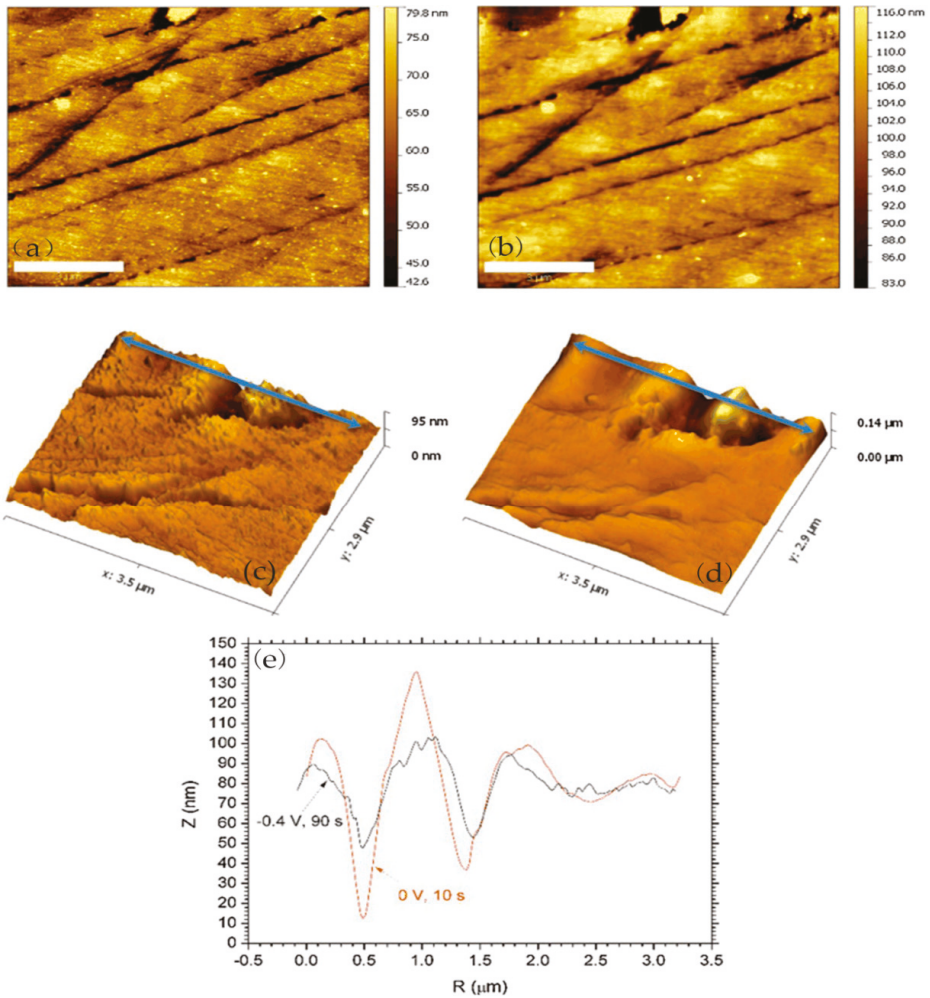 79.8 nm
75.0
70.0
65.0
60.0
55.0
50.0
45.0
42.6
(a)
116.0 nm
112.0
110.0
108.0
106.0
104.0
102.0
100.0
98.0
96.0
94.0
92.0
90.0
88.0
86.0
83.0
(b)
95 nm
0 nm
y: 2.9 μm
x: 3.5 μm
(c)
0.14 μm
0.00 μm
y: 2.9 μm
x: 3.5 μm
(d)
(e)
150
140
130
120
110
100
90
80
70
60
50
40
30
20
10
0
Z (nm)
-0.4 V, 90 s
0 V, 10 s
-0.5 0.0 0.5 1.0 1.5 2.0 2.5 3.0 3.5
R (μm)